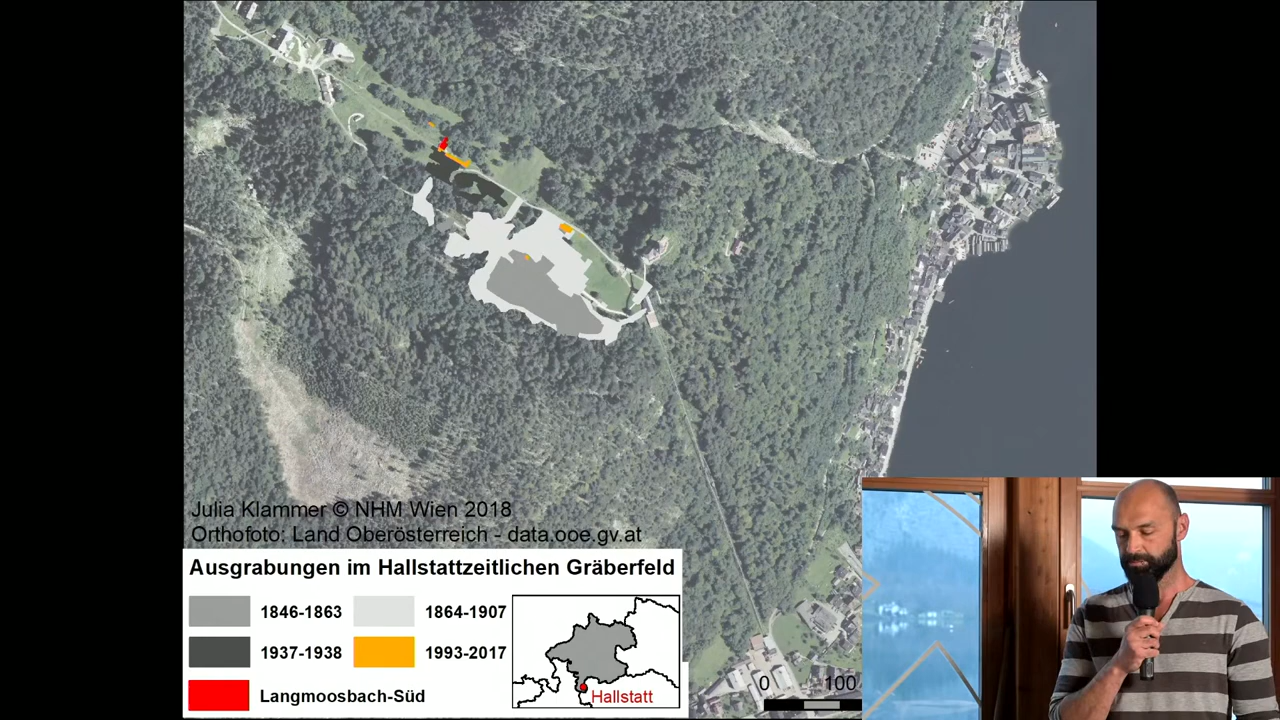 Julia Klammer © NHM Wien 2018
Orthofoto: Land Oberösterreich - data.ooe.gv.at
Ausgrabungen im Hallstattzeitlichen Gräberfeld
1846-1863
1864-1907
1937-1938
1993-2017
Langmoosbach-Süd
Hallstatt
0
100